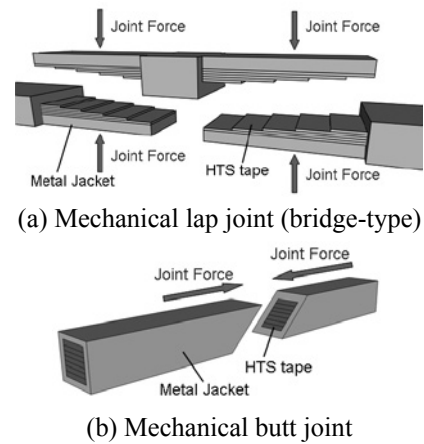 Joint Force
Joint Force
Joint Force
Metal Jacket
HTS tape
Joint Force
(a) Mechanical lap joint (bridge-type)
Joint Force
Joint Force
HTS tape
Metal Jacket
(b) Mechanical butt joint